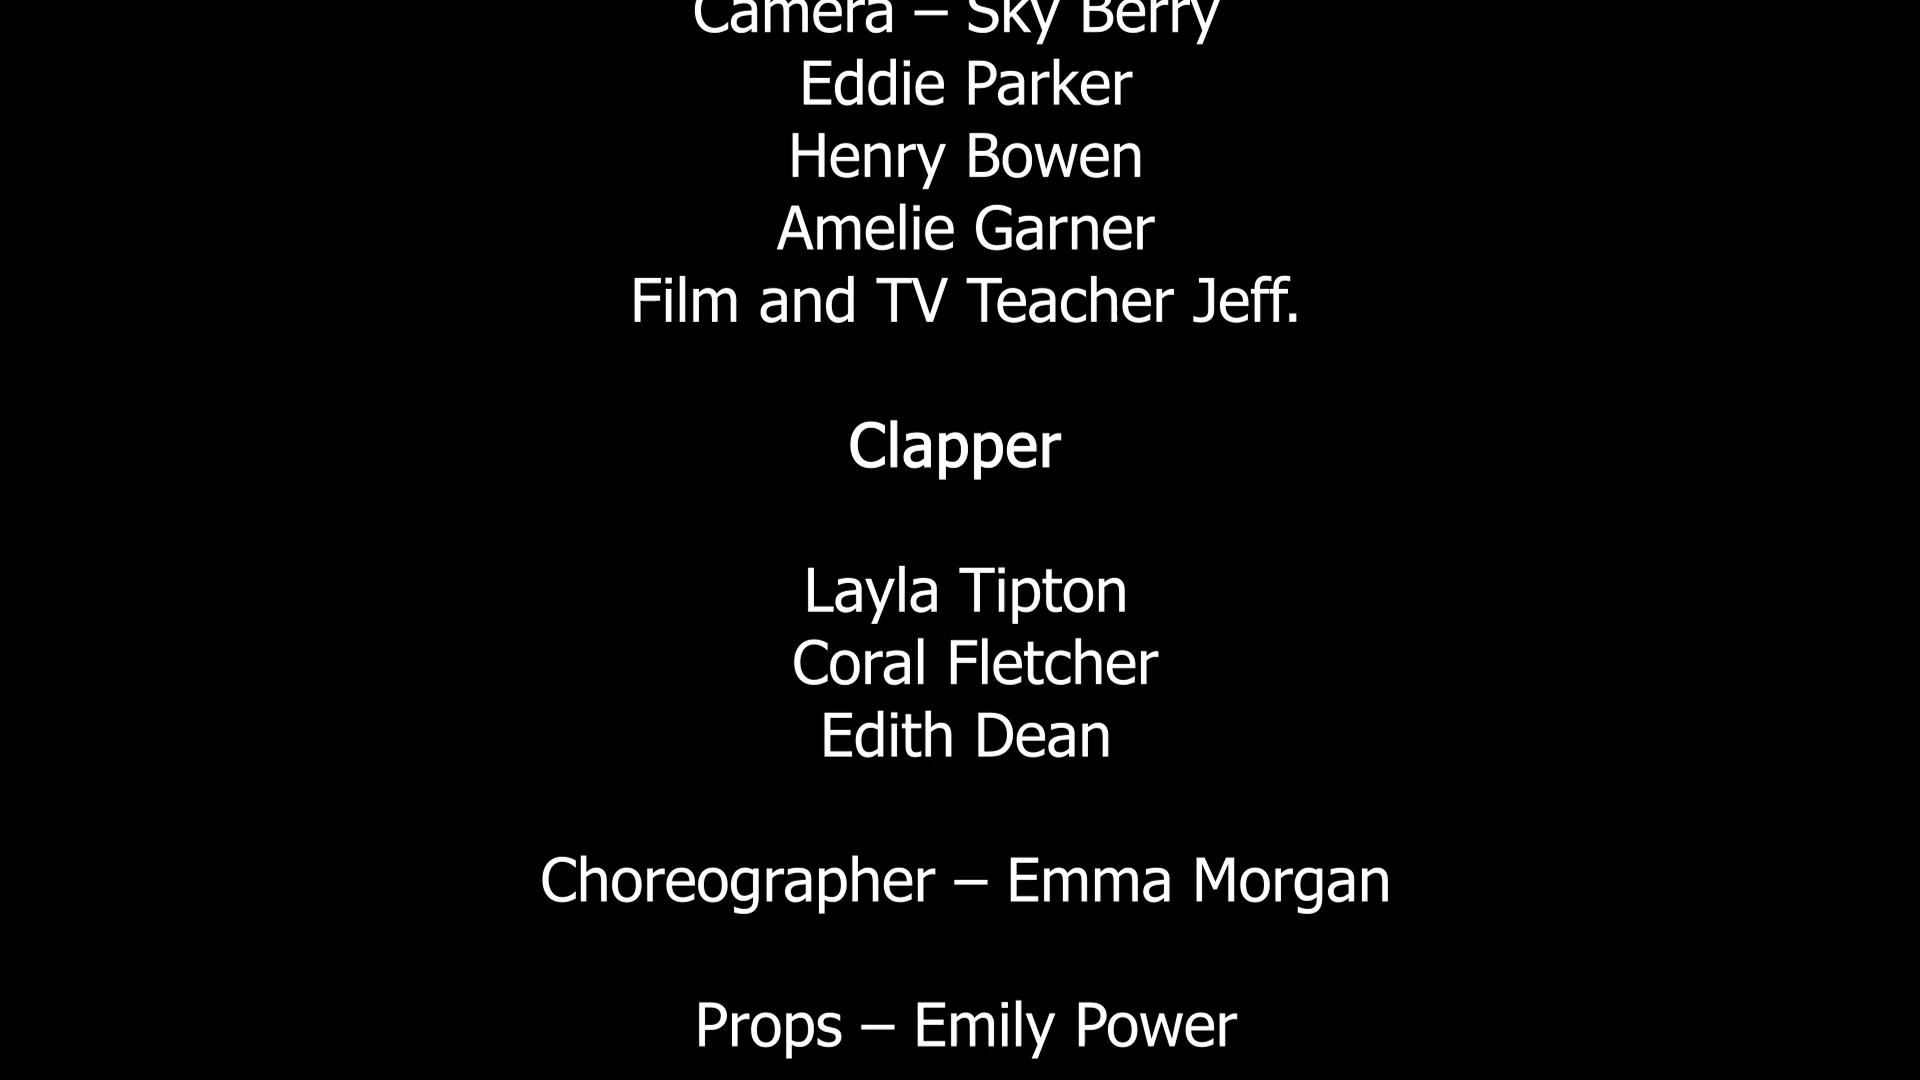 Camera – Sky Berry
Eddie Parker
Henry Bowen
Amelie Garner
Film and TV Teacher Jeff.
Clapper
Layla Tipton
Coral Fletcher
Edith Dean
Choreographer – Emma Morgan
Props – Emily Power